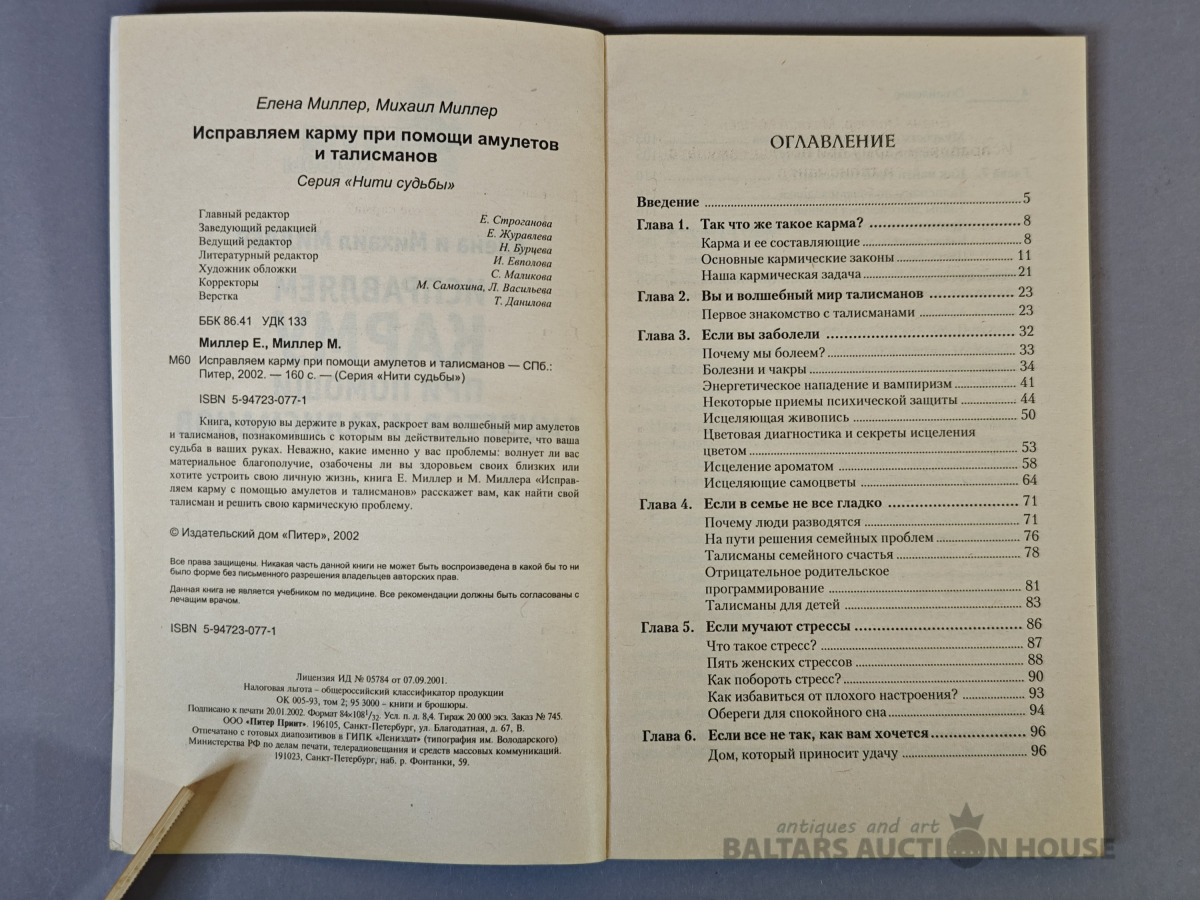 Елена Миллер, Михаил Миллер
Исправляем карму при помощи амулетов
и талисманов
Серия «Нити судьбы»
Главный редактор Е. Строганова
Заведующий редакцией Е. Журавлева
Ведущий редактор Н. Бурцева
Литературный редактор И. Евполова
Художник обложки С. Маликова
Корректоры М. Самохина, Л. Васильева
Верстка Т. Данилова
ББК 86.41 УДК 133
Миллер Е., Миллер М.
М60 Исправляем карму при помощи амулетов и талисманов — СПб.:
Питер, 2002. — 160 с. — (Серия «Нити судьбы»)
ISBN 5-94723-077-1
Книга, которую вы держите в руках, раскроет вам волшебный мир амулетов
и талисманов, познакомившись с которым вы действительно поверите, что ваша
судьба в ваших руках. Неважно, какие именно у вас проблемы: волнует ли вас
материальное благополучие, озабочены ли вы здоровьем своих близких или
хотите устроить свою личную жизнь, книга Е. Миллер и М. Миллера «Исправ-
ляем карму с помощью амулетов и талисманов» расскажет вам, как найти свой
талисман и решить свою кармическую проблему.
© Издательский дом «Питер», 2002
Все права защищены. Никакая часть данной книги не может быть воспроизведена в какой бы то ни
было форме без письменного разрешения владельцев авторских прав.
Данная книга не является учебником по медицине. Все рекомендации должны быть согласованы с
лечащим врачом.
ISBN 5-94723-077-1
Лицензия ИД № 05784 от 07.09.2001.
Налоговая льгота – общероссийский классификатор продукции
ОК 005-93, том 2; 95 3000 – книги и брошюры.
Подписано к печати 20.01.2002. Формат 84×108 1/32. Усл. п. л. 8,4. Тираж 20 000 экз. Заказ № 745.
ООО «Питер Принт». 196105, Санкт-Петербург, ул. Благодатная, д. 67, В.
Отпечатано с готовых диапозитивов в ГИПК «Лениздат» (типография им. Володарского)
Министерства РФ по делам печати, телерадиовещания и средств массовых коммуникаций.
191023, Санкт-Петербург, наб. р. Фонтанки, 59.
ОГЛАВЛЕНИЕ
Введение 5
Глава 1. Так что же такое карма? 8
Карма и ее составляющие 8
Основные кармические законы 11
Наша кармическая задача 21
Глава 2. Вы и волшебный мир талисманов 23
Первое знакомство с талисманами 23
Глава 3. Если вы заболели 32
Почему мы болеем? 33
Болезни и чакры 34
Энергетическое нападение и вампиризм 41
Некоторые приемы психической защиты 44
Исцеляющая живопись 50
Цветовая диагностика и секреты исцеления
цветом 53
Исцеление ароматом 58
Исцеляющие самоцветы 64
Глава 4. Если в семье не все гладко 71
Почему люди разводятся 71
На пути решения семейных проблем 76
Талисманы семейного счастья 78
Отрицательное родительское
программирование 81
Талисманы для детей 83
Глава 5. Если мучают стрессы 86
Что такое стресс? 87
Пять женских стрессов 88
Как побороть стресс? 90
Как избавиться от плохого настроения? 93
Обереги для спокойного сна 94
Глава 6. Если все не так, как вам хочется 96
Дом, который приносит удачу 96
antiques and art
BALTARS AUCTION HOUSE